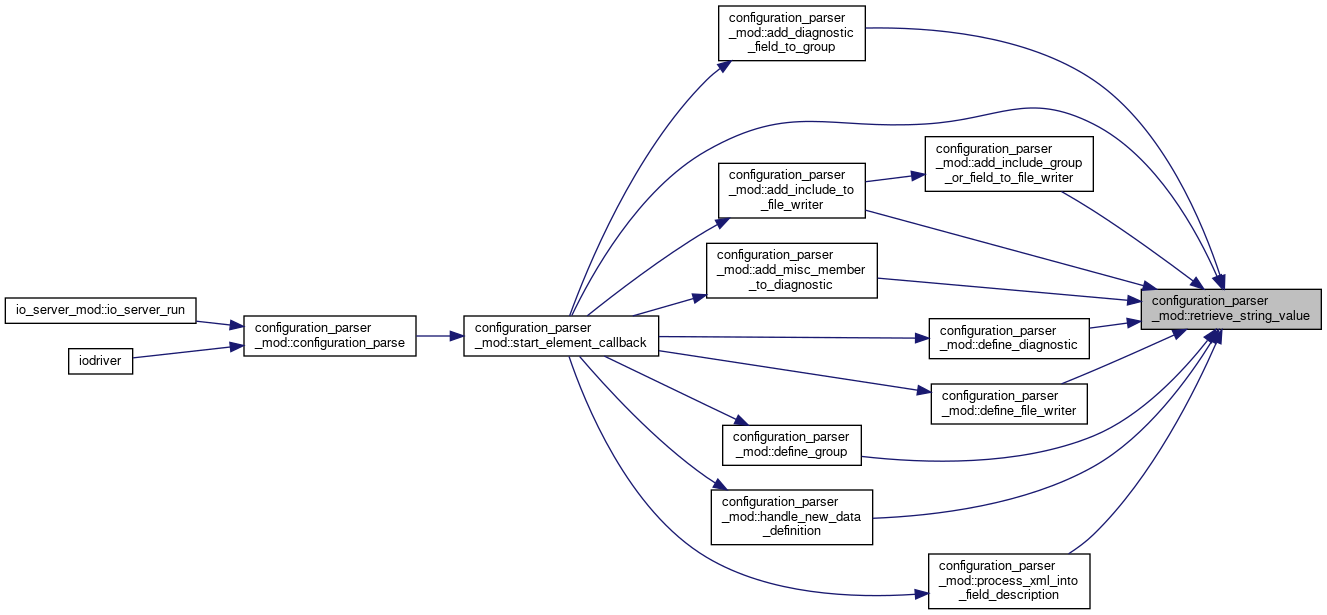 configuration_parser
_mod::add_diagnostic
_field_to_group
configuration_parser
_mod::add_include_group
_or_field_to_file_writer
configuration_parser
_mod::add_include_to
_file_writer
configuration_parser
_mod::add_misc_member
_to_diagnostic
io_server_mod::io_server_run
iodriver
configuration_parser
_mod::configuration_parse
configuration_parser
_mod::start_element_callback
configuration_parser
_mod::define_diagnostic
configuration_parser
_mod::retrieve_string_value
configuration_parser
_mod::define_file_writer
configuration_parser
_mod::define_group
configuration_parser
_mod::handle_new_data
_definition
configuration_parser
_mod::process_xml_into
_field_description